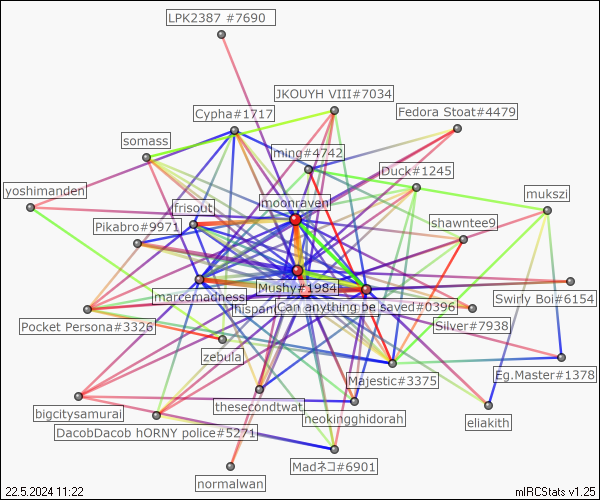 LPK2387 #7690
JKOUYH VIII#7034
Cypha#1717
Fedora Stoat#4479
somass
ming#4742
Duck#1245
yoshimanden
mukszi
frisout
moonraven
Pikabro#9971
shawntee9
Mushy#1984
marcemadness
hispani
Can anything be saved#0396
Swirly Boi#6154
Pocket Persona#3326
Silver#7938
zebula
Majestic#3375
Eg.Master#1378
bigcitysamurai
thesecondtwat
neokingghidorah
eliakith
DacobDacob hORNY police#5271
Madネコ#6901
normalwan
22.5.2024 11:22
mIRCStats v1.25